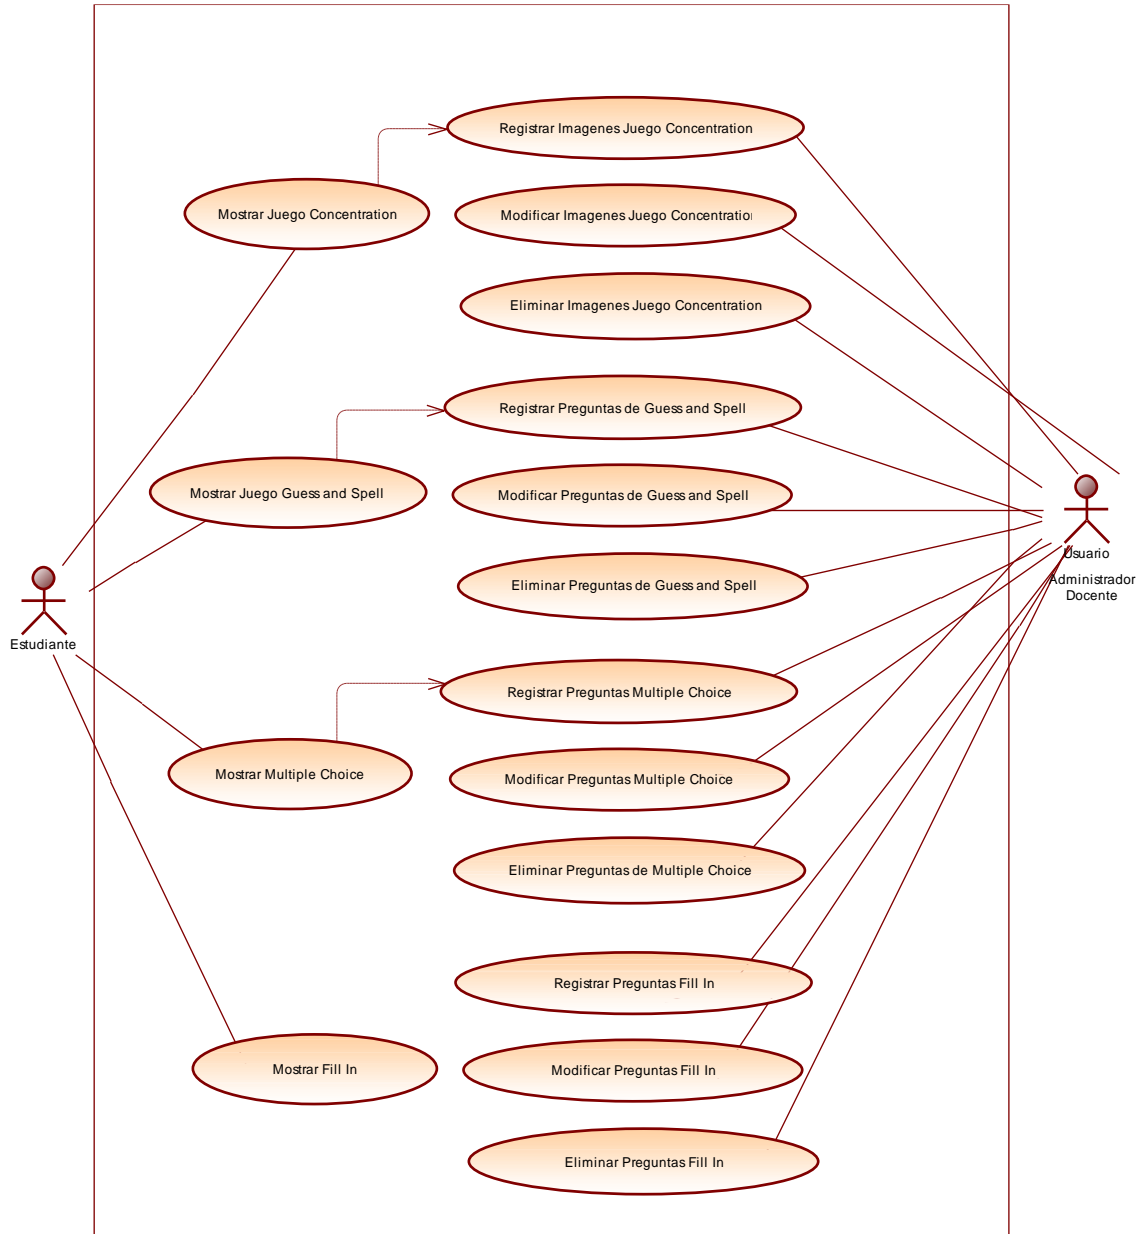 Registrar Imagenes Juego Concentration
Mostrar Juego Concentration
Modificar Imagenes Juego Concentration
Eliminar Imagenes Juego Concentration
Registrar Preguntas de Guess and Spell
Mostrar Juego Guess and Spell
Modificar Preguntas de Guess and Spell
Eliminar Preguntas de Guess and Spell
Estudiante
Usuario
Administrador
Docente
Registrar Preguntas Multiple Choice
Mostrar Multiple Choice
Modificar Preguntas Multiple Choice
Eliminar Preguntas de Multiple Choice
Registrar Preguntas Fill In
Mostrar Fill In
Modificar Preguntas Fill In
Eliminar Preguntas Fill In